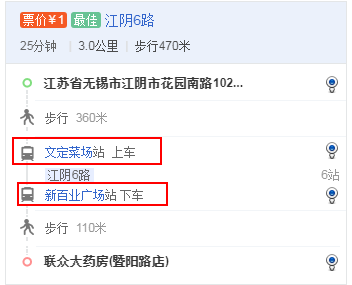 票价¥1 最佳 江阴6路
25分钟 | 3.0公里 | 步行470米
江苏省无锡市江阴市花园南路102...
步行 360米
文定菜场站 上车
江阴6路 6站
新百业广场站 下车
步行 110米
联众大药房(暨阳路店)